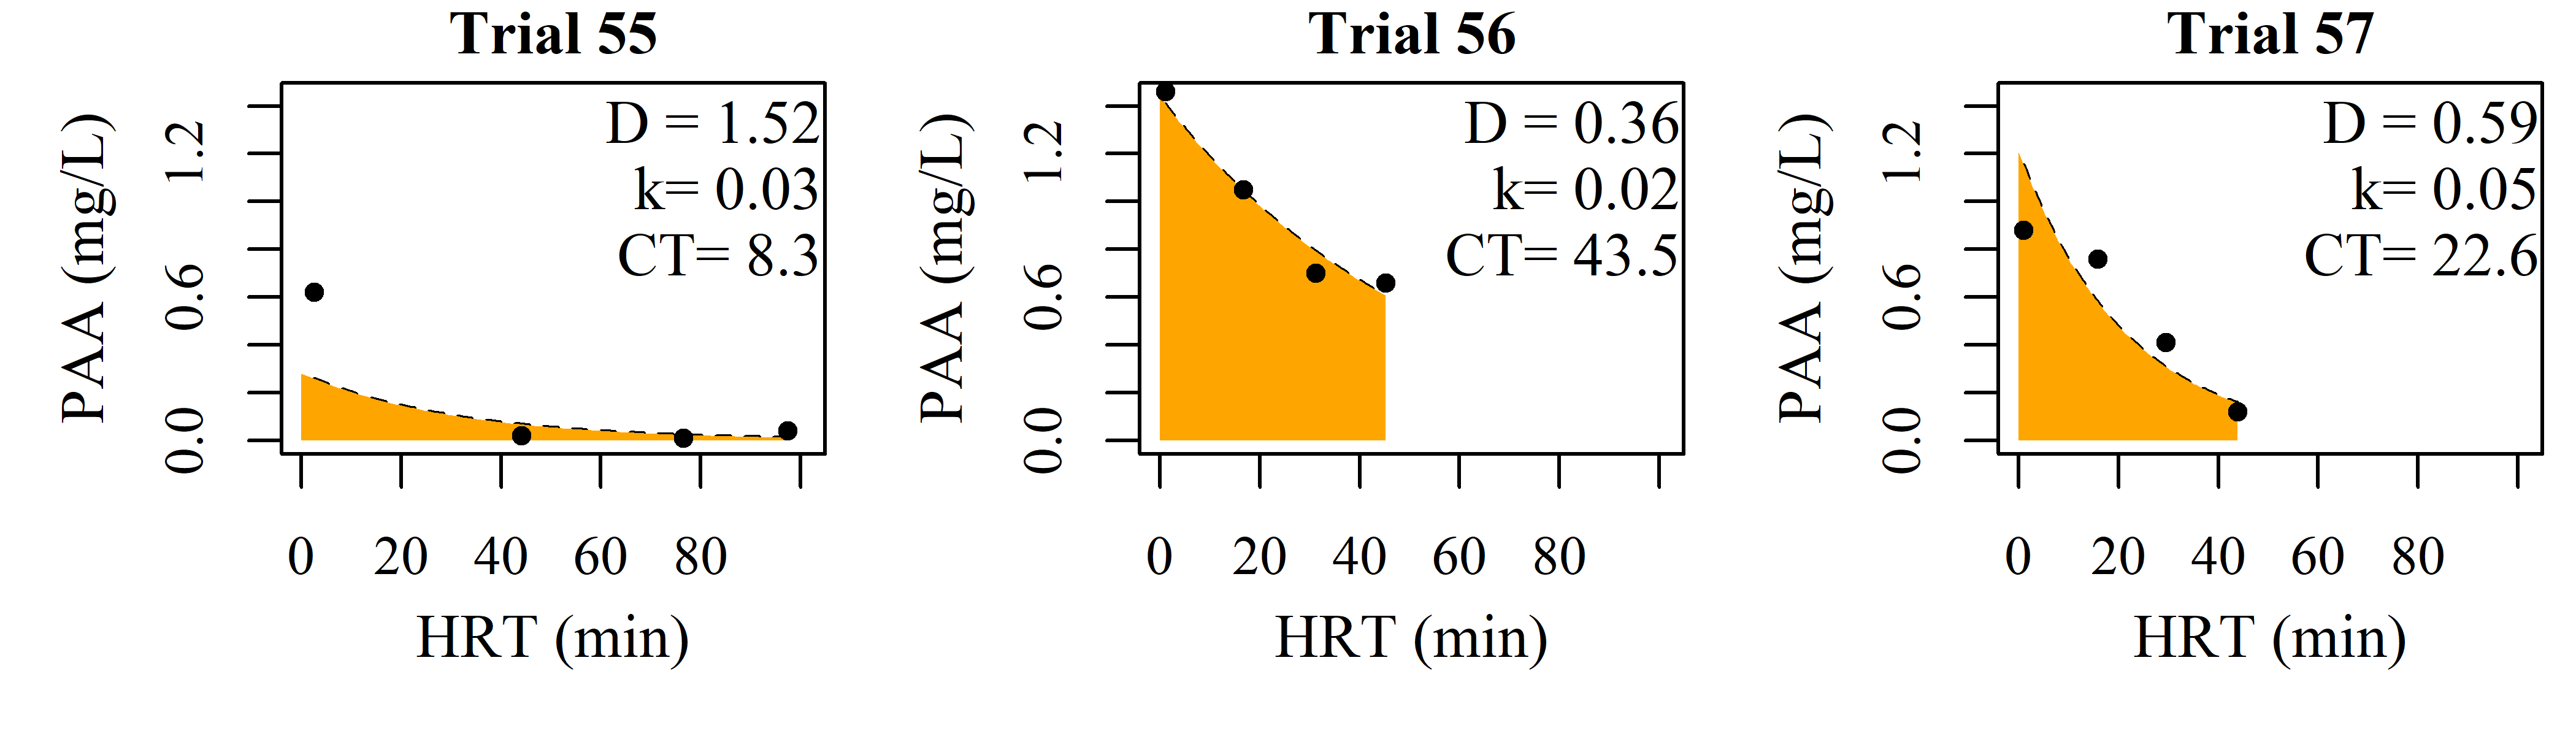 Trial 55
D = 1.52
k= 0.03
CT= 8.3
PAA (mg/L)
0.0 0.6 1.2
0 20 40 60 80
HRT (min)
Trial 56
D = 0.36
k= 0.02
CT= 43.5
PAA (mg/L)
0.0 0.6 1.2
0 20 40 60 80
HRT (min)
Trial 57
D = 0.59
k= 0.05
CT= 22.6
PAA (mg/L)
0.0 0.6 1.2
0 20 40 60 80
HRT (min)